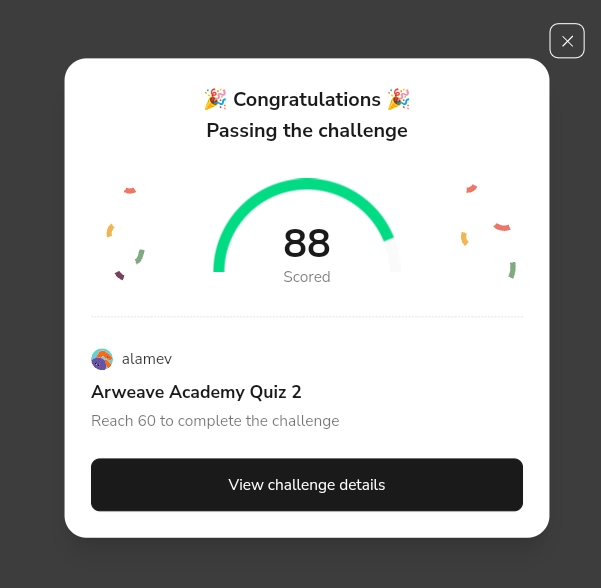 🎉 Congratulations 🎉
Passing the challenge
88
Scored
alamev
Arweave Academy Quiz 2
Reach 60 to complete the challenge
View challenge details